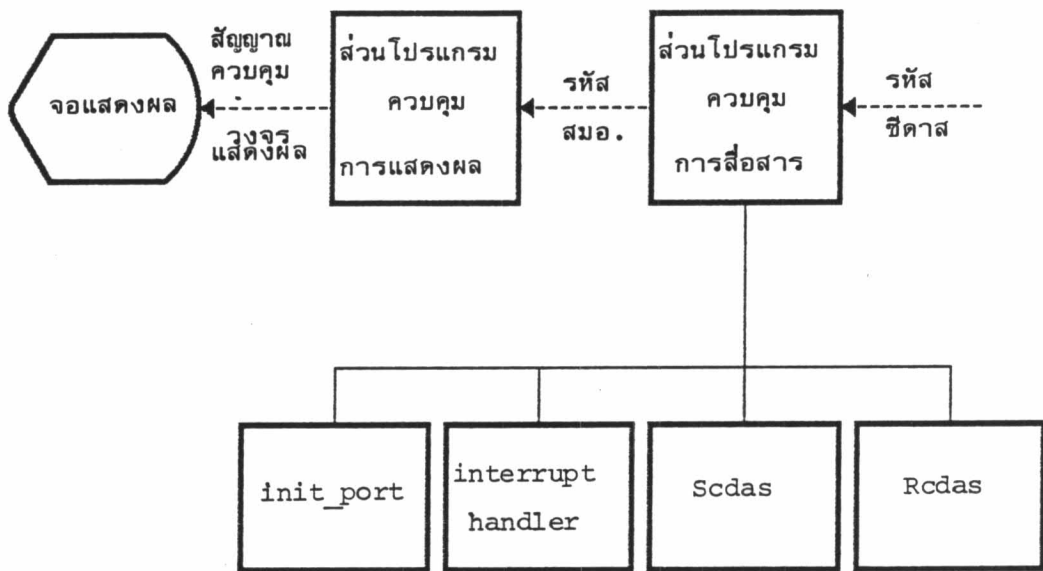 จอแสดงผล
สัญญาณ
ควบคุม
วงจร
แสดงผล
ส่วนโปรแกรม
ควบคุม
การแสดงผล
รหัส
สมอ.
ส่วนโปรแกรม
ควบคุม
การสื่อสาร
รหัส
ซีดาส
init_port
interrupt
handler
Scdas
Rcdas